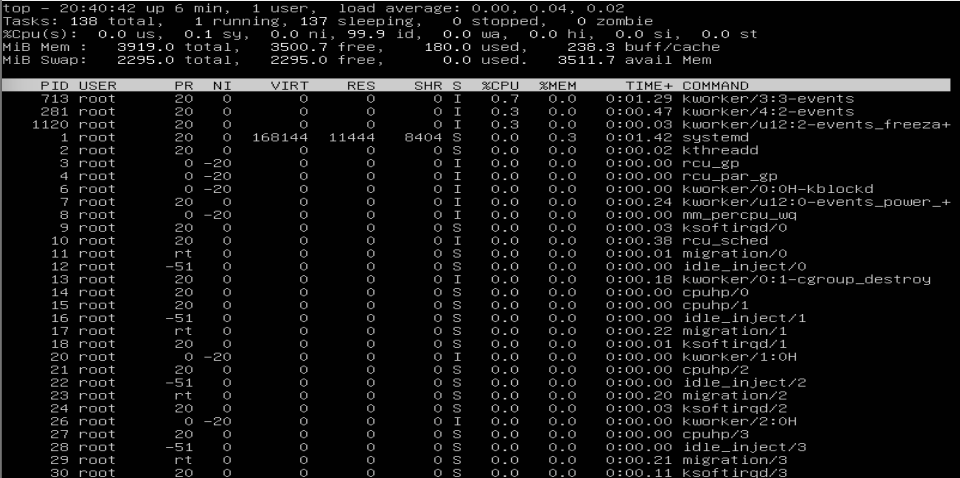 top - 20:40:42 up 6 min,  1 user,  load average: 0.00, 0.04, 0.02
Tasks: 138 total,   1 running, 137 sleeping,   0 stopped,   0 zombie
%Cpu(s):  0.0 us,  0.1 sy,  0.0 ni, 99.9 id,  0.0 wa,  0.0 hi,  0.0 si,  0.0 st
MiB Mem :   3919.0 total,   3500.7 free,    180.0 used,    238.3 buff/cache
MiB Swap:   2295.0 total,   2295.0 free,      0.0 used.   3511.7 avail Mem
PID USER PR NI VIRT RES SHR S %CPU %MEM TIME+ COMMAND
713 root 20 0 0 0 0 I 0.7 0.0 0:01.29 kworker/3:3-events
281 root 20 0 0 0 0 I 0.3 0.0 0:00.47 kworker/4:2-events
1120 root 20 0 0 0 0 I 0.3 0.0 0:00.03 kworker/u12:2-events_freeza+
1 root 20 0 168144 11444 8404 S 0.0 0.3 0:01.42 systemd
2 root 20 0 0 0 0 S 0.0 0.0 0:00.02 kthreadd
3 root 0 -20 0 0 0 I 0.0 0.0 0:00.00 rcu_gp
4 root 0 -20 0 0 0 I 0.0 0.0 0:00.00 rcu_par_gp
6 root 0 -20 0 0 0 I 0.0 0.0 0:00.00 kworker/0:0H-kblockd
7 root 20 0 0 0 0 I 0.0 0.0 0:00.24 kworker/u12:0-events_power_+
8 root 0 -20 0 0 0 I 0.0 0.0 0:00.00 mm_percpu_wq
9 root 20 0 0 0 0 S 0.0 0.0 0:00.03 ksoftirqd/0
10 root 20 0 0 0 0 I 0.0 0.0 0:00.38 rcu_sched
11 root rt 0 0 0 0 S 0.0 0.0 0:00.01 migration/0
12 root -51 0 0 0 0 S 0.0 0.0 0:00.00 idle_inject/0
13 root 20 0 0 0 0 I 0.0 0.0 0:00.18 kworker/0:1-cgroup_destroy
14 root 20 0 0 0 0 S 0.0 0.0 0:00.00 cpuhp/0
15 root 20 0 0 0 0 S 0.0 0.0 0:00.00 cpuhp/1
16 root -51 0 0 0 0 S 0.0 0.0 0:00.00 idle_inject/1
17 root rt 0 0 0 0 S 0.0 0.0 0:00.22 migration/1
18 root 20 0 0 0 0 S 0.0 0.0 0:00.01 ksoftirqd/1
20 root 0 -20 0 0 0 I 0.0 0.0 0:00.00 kworker/1:0H
21 root 20 0 0 0 0 S 0.0 0.0 0:00.00 cpuhp/2
22 root -51 0 0 0 0 S 0.0 0.0 0:00.00 idle_inject/2
23 root rt 0 0 0 0 S 0.0 0.0 0:00.20 migration/2
24 root 20 0 0 0 0 S 0.0 0.0 0:00.03 ksoftirqd/2
26 root 0 -20 0 0 0 I 0.0 0.0 0:00.00 kworker/2:0H
27 root 20 0 0 0 0 S 0.0 0.0 0:00.00 cpuhp/3
28 root -51 0 0 0 0 S 0.0 0.0 0:00.00 idle_inject/3
29 root rt 0 0 0 0 S 0.0 0.0 0:00.21 migration/3
30 root 20 0 0 0 0 S 0.0 0.0 0:00.11 ksoftirqd/3